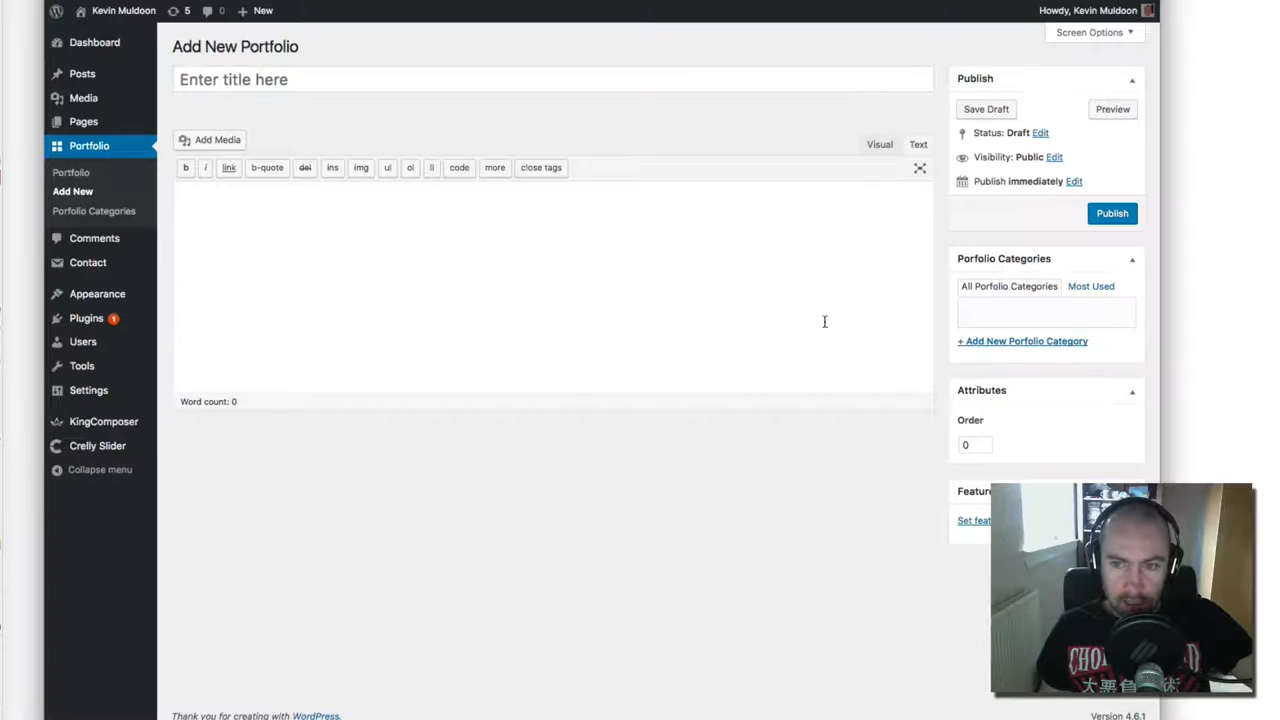 Kevin Muldoon 5 0 New Howdy, Kevin Muldoon
Screen Options
Dashboard
Posts
Media
Pages
Portfolio
Portfolio
Add New
Porfolio Categories
Comments
Contact
Appearance
Plugins 1
Users
Tools
Settings
KingComposer
Crelly Slider
Collapse menu
Add New Portfolio
Enter title here
Add Media
Visual Text
b i link b-quote del ins img ul ol li code more close tags
Word count: 0
Publish
Save Draft Preview
Status: Draft Edit
Visibility: Public Edit
Publish immediately Edit
Publish
Porfolio Categories
All Porfolio Categories Most Used
+ Add New Porfolio Category
Attributes
Order
0
Set feat
Thank you for creating with WordPress.
Version 4.6.1